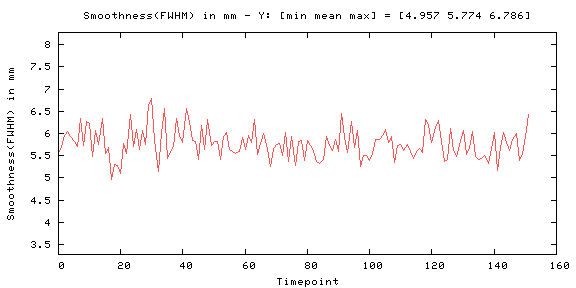 Smoothness(FWHM) in mm - Y: [min mean max] = [4.957 5.774 6.786]
8
7.5
7
6.5
6
5.5
5
4.5
4
3.5
Smoothness(FWHM) in mm
0 20 40 60 80 100 120 140 160
Timepoint